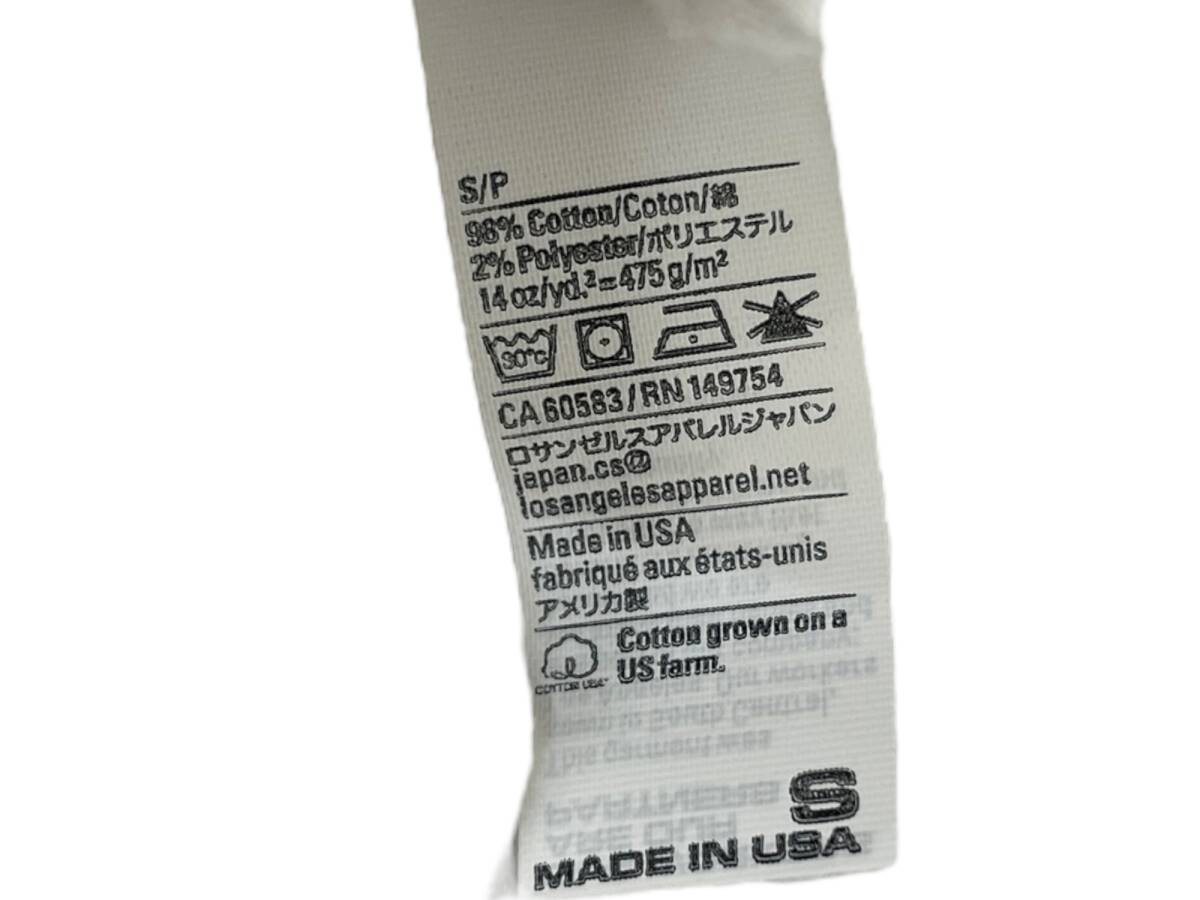 S/P
98% Cotton/Coton/綿
2% Polyester/ポリエステル
14 oz/yd.²=475 g/m²
30°C
CA 60583 / RN 149754
ロサンゼルスアパレルジャパン
japan.cs@
losangelesapparel.net
Made in USA
fabriqué aux états-unis
アメリカ製
Cotton grown on a
US farm.
COTTON USA
S
MADE IN USA